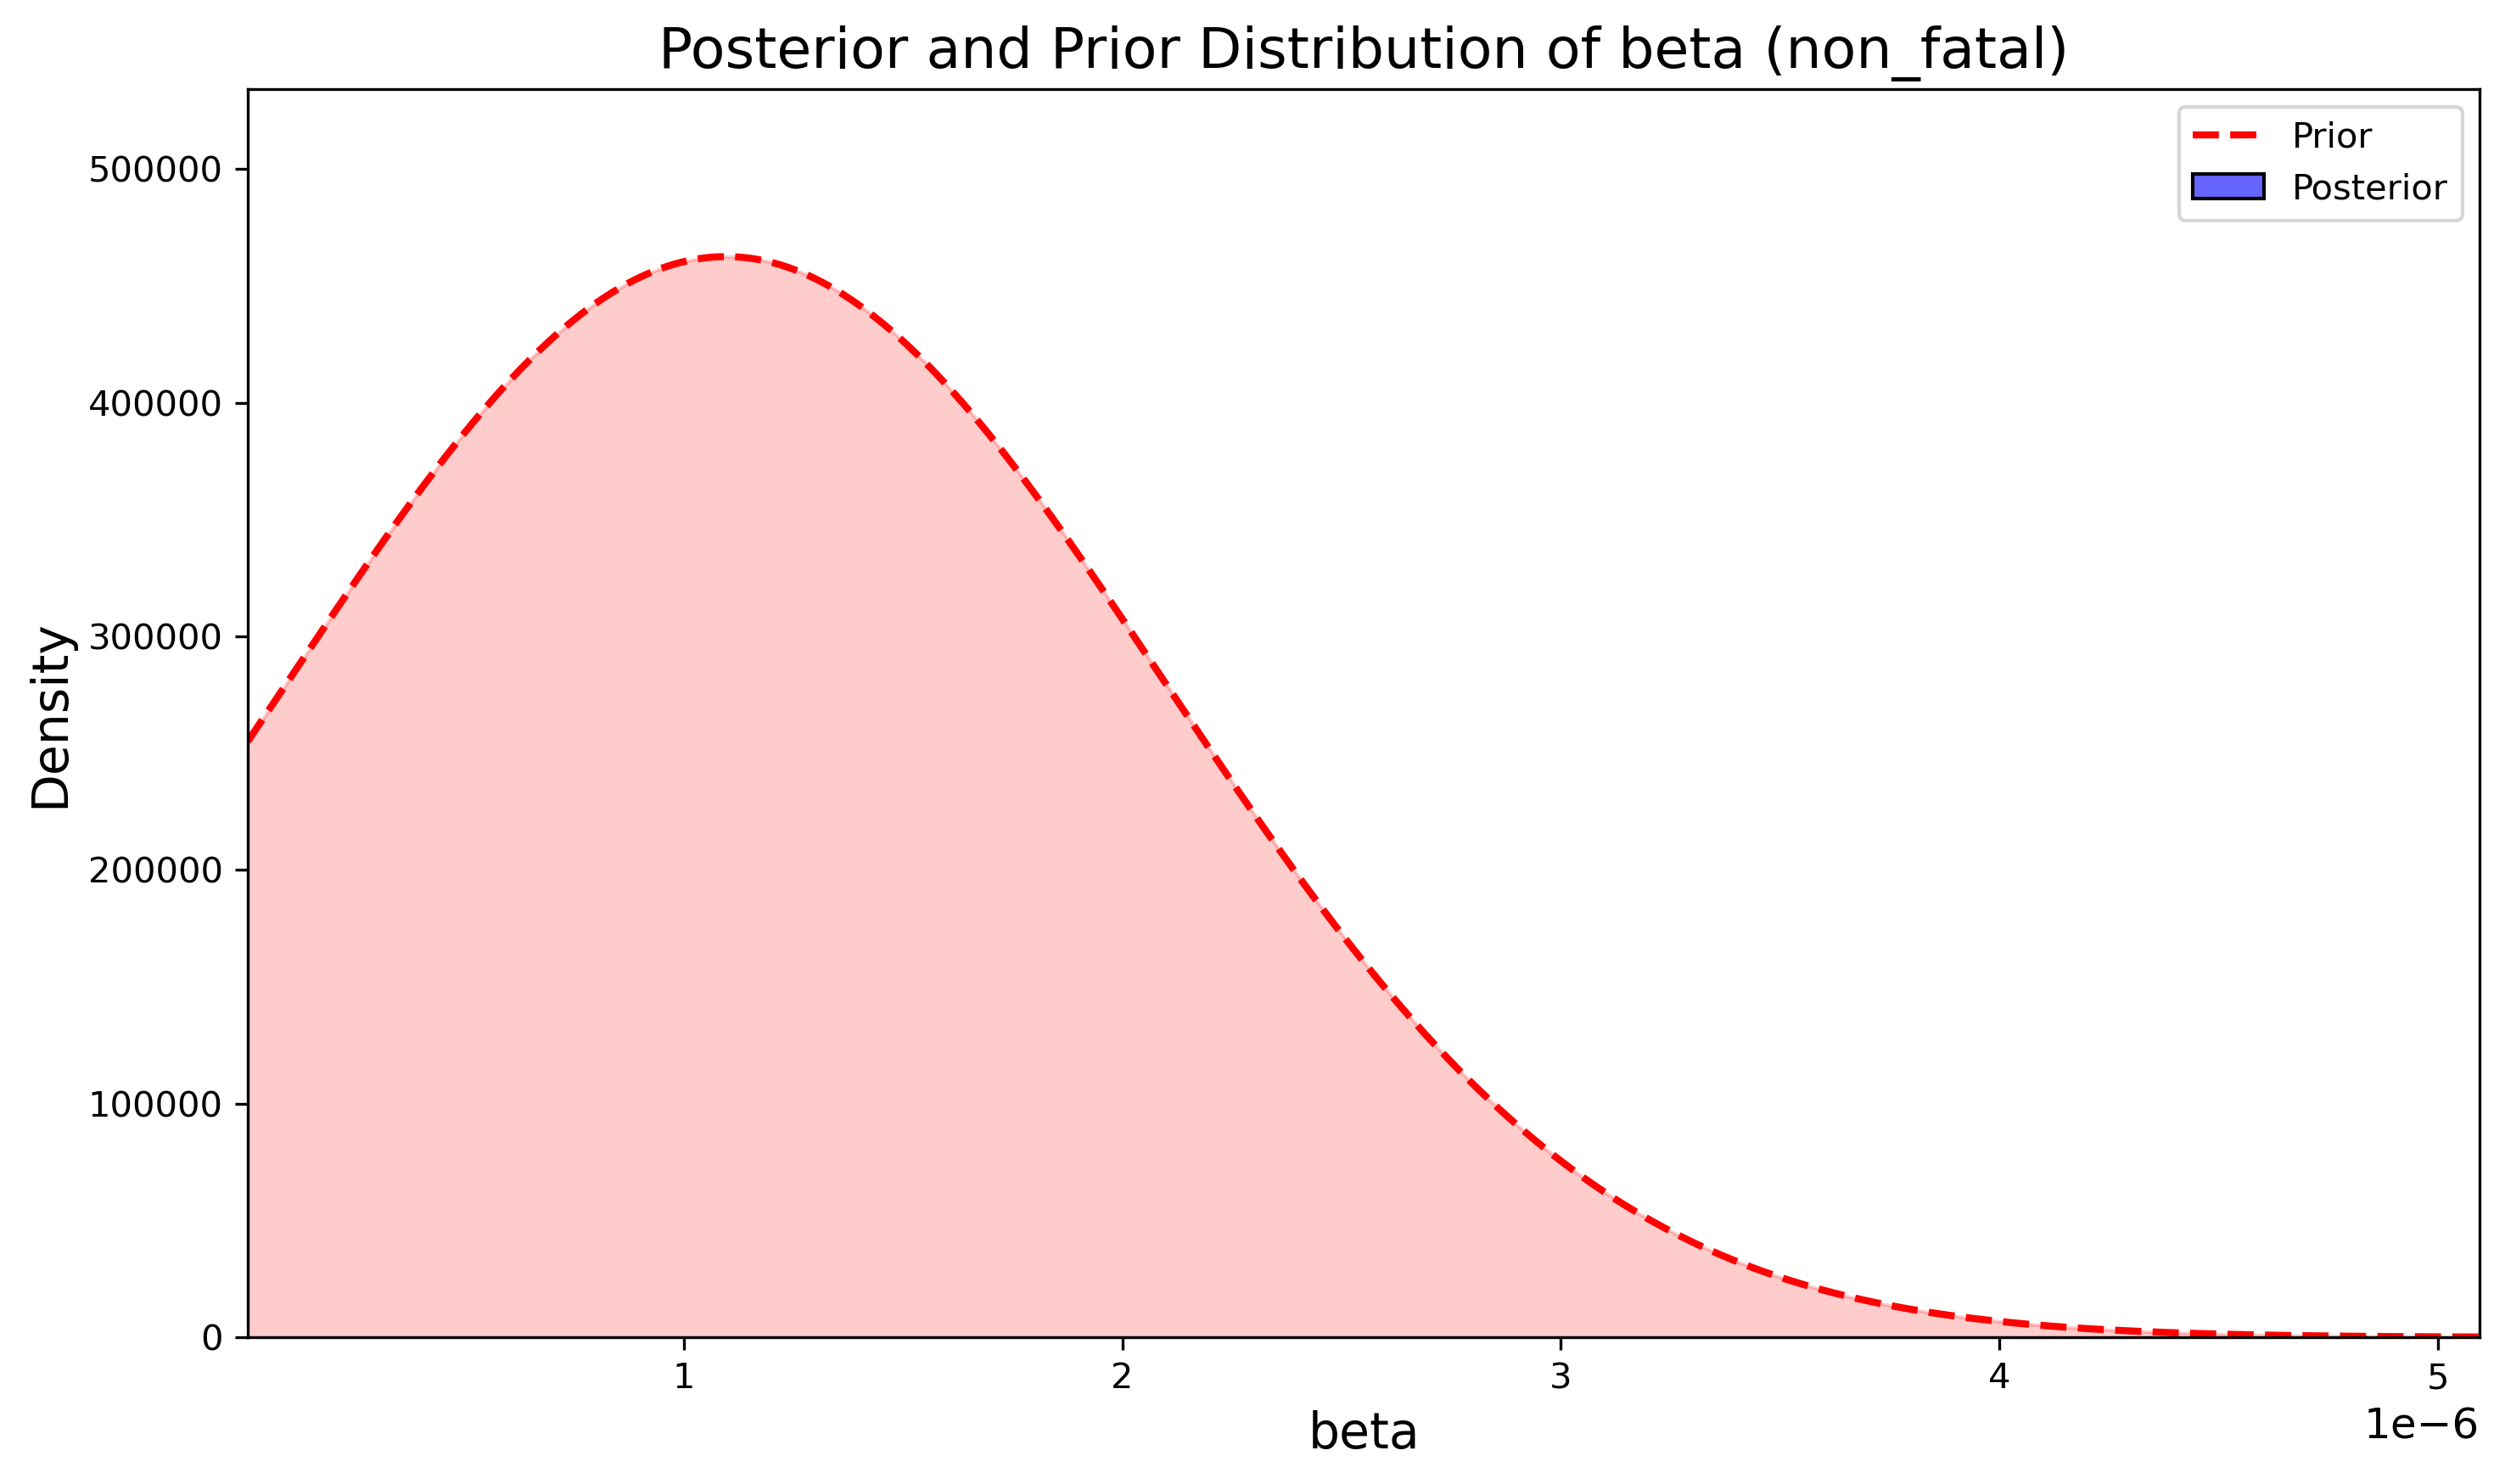 Posterior and Prior Distribution of beta (non_fatal)
Prior
Posterior
Density
500000
400000
300000
200000
100000
0
1
2
3
4
5
1e−6
beta